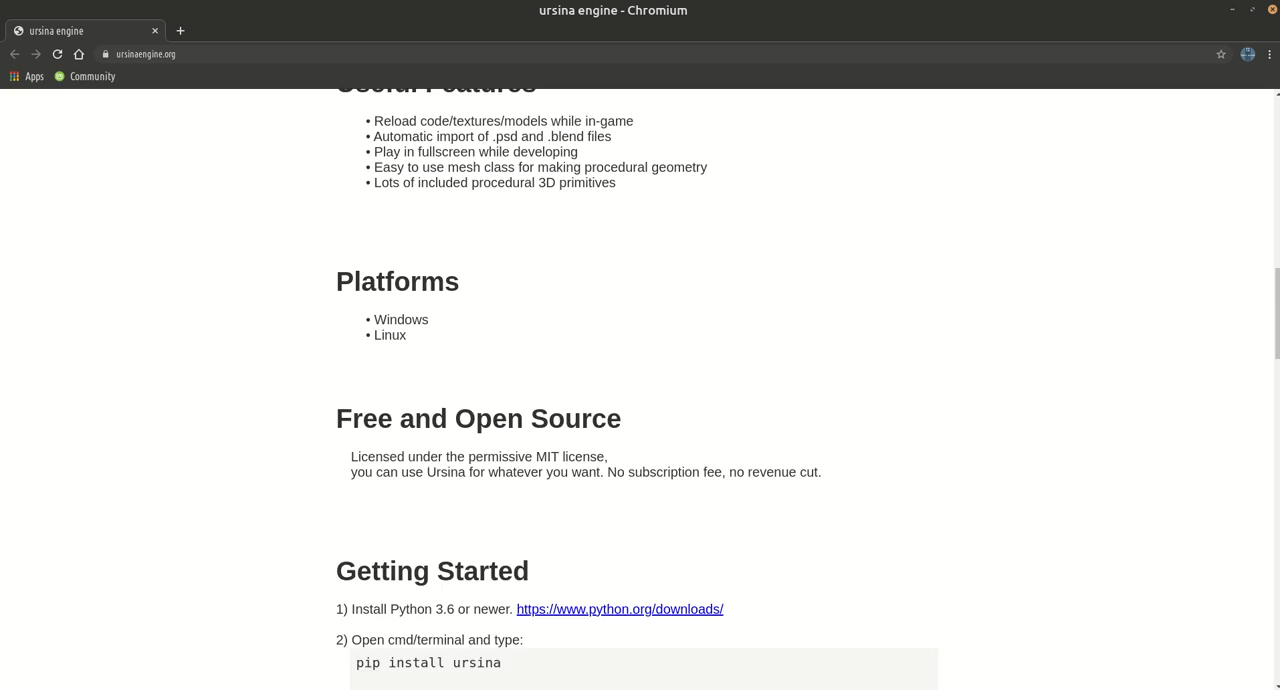 ursina engine - Chromium
ursina engine
ursinaengine.org
Apps
Community
Useful Features
• Reload code/textures/models while in-game
• Automatic import of .psd and .blend files
• Play in fullscreen while developing
• Easy to use mesh class for making procedural geometry
• Lots of included procedural 3D primitives
Platforms
• Windows
• Linux
Free and Open Source
Licensed under the permissive MIT license,
you can use Ursina for whatever you want. No subscription fee, no revenue cut.
Getting Started
1) Install Python 3.6 or newer. https://www.python.org/downloads/
2) Open cmd/terminal and type:
pip install ursina